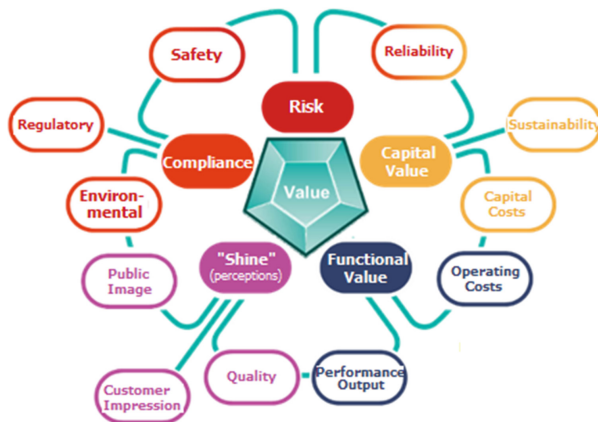 Safety
Reliability
Risk
Regulatory
Sustainability
Compliance
Capital
Value
Value
Environ-
mental
Capital
Costs
Public
Image
"Shine"
(perceptions)
Functional
Value
Operating
Costs
Customer
Impression
Quality
Performance
Output